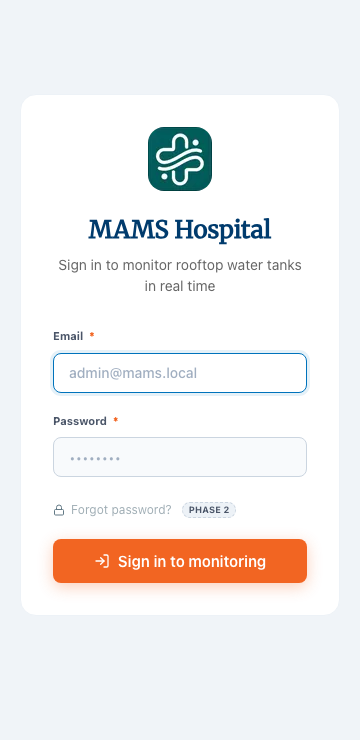 MAMS Hospital
Sign in to monitor rooftop water tanks
in real time
Email *
admin@mams.local
Password *
••••••••
Forgot password? PHASE 2
Sign in to monitoring